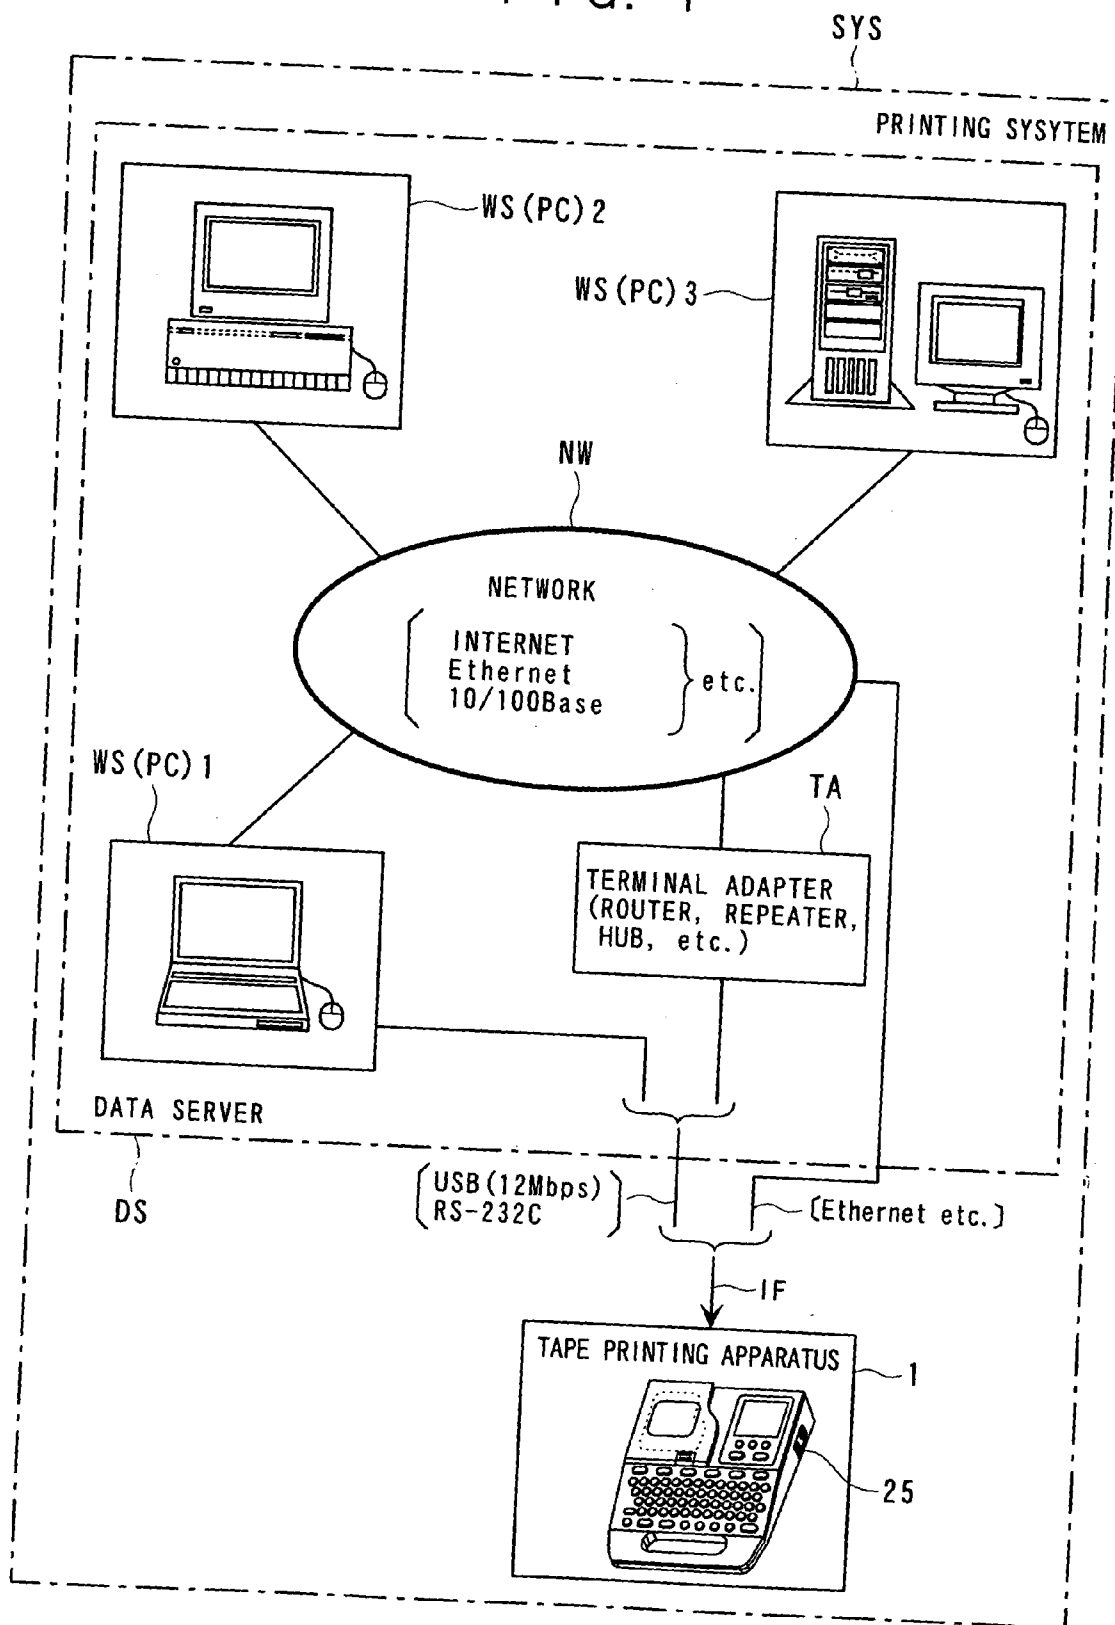 FIG. 1
SYS
PRINTING SYSYTEM
WS(PC)2
WS(PC)3
NW
NETWORK
INTERNET
Ethernet
10/100Base
etc.
WS(PC)1
TA
TERMINAL ADAPTER
(ROUTER, REPEATER,
HUB, etc.)
DATA SERVER
DS
USB(12Mbps)
RS-232C
[Ethernet etc.]
IF
TAPE PRINTING APPARATUS
1
25